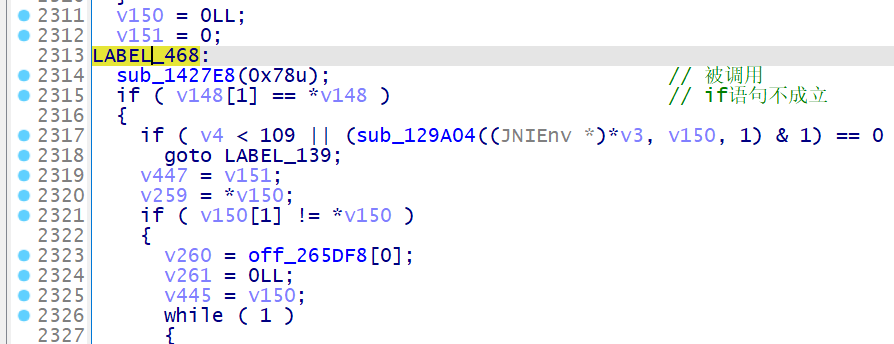 2311 v150 = 0LL;
2312 v151 = 0;
2313 LABEL_468:
2314 sub_1427E8(0x78u); // 被调用
2315 if ( v148[1] == *v148 ) // if语句不成立
2316 {
2317 if ( v4 < 109 || (sub_129A04((JNIEnv *)*v3, v150, 1) & 1) == 0
2318 goto LABEL_139;
2319 v447 = v151;
2320 v259 = *v150;
2321 if ( v150[1] != *v150 )
2322 {
2323 v260 = off_265DF8[0];
2324 v261 = 0LL;
2325 v445 = v150;
2326 while ( 1 )
2327 {